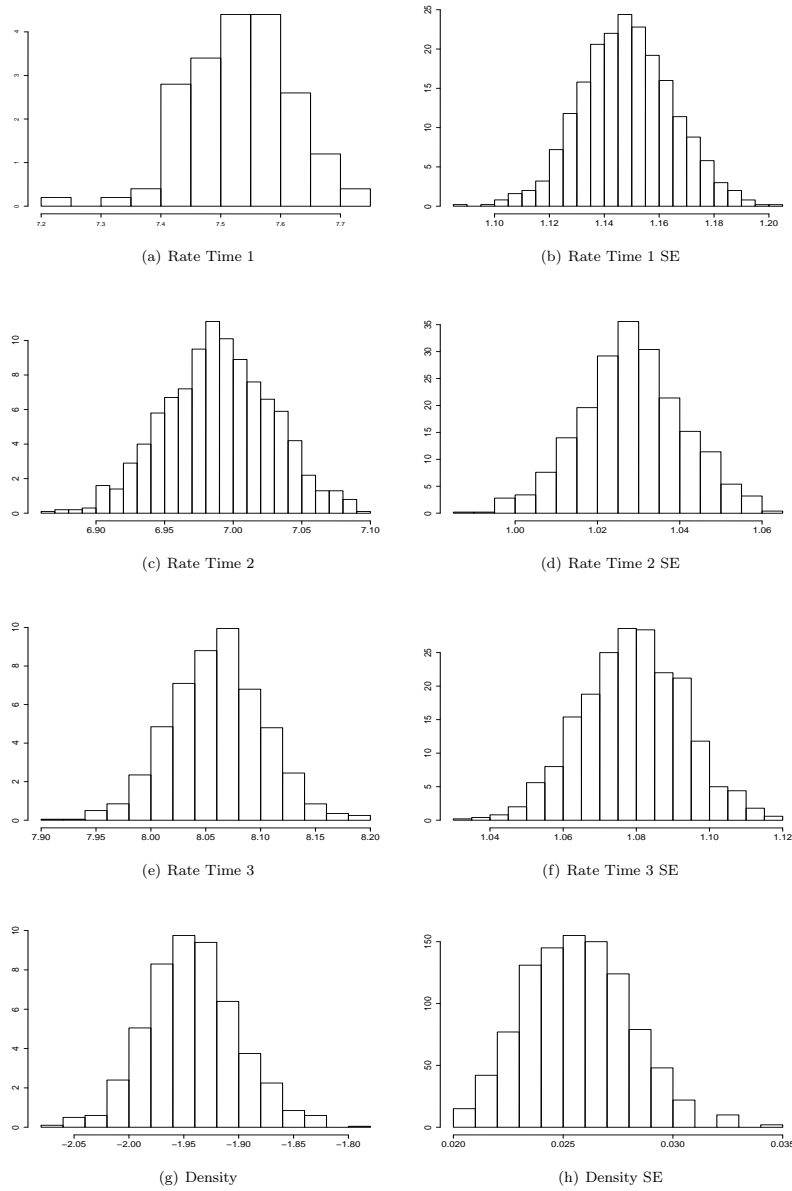 0 1 2 3 4
7.2 7.3 7.4 7.5 7.6 7.7
(a) Rate Time 1
0 5 10 15 20 25
1.10 1.12 1.14 1.16 1.18 1.20
(b) Rate Time 1 SE
0 2 4 6 8 10
6.90 6.95 7.00 7.05 7.10
(c) Rate Time 2
0 5 10 15 20 25 30 35
1.00 1.02 1.04 1.06
(d) Rate Time 2 SE
0 2 4 6 8 10
7.90 7.95 8.00 8.05 8.10 8.15 8.20
(e) Rate Time 3
0 5 10 15 20 25
1.04 1.06 1.08 1.10 1.12
(f) Rate Time 3 SE
0 2 4 6 8 10
−2.05 −2.00 −1.95 −1.90 −1.85 −1.80
(g) Density
0 50 100 150
0.020 0.025 0.030 0.035
(h) Density SE